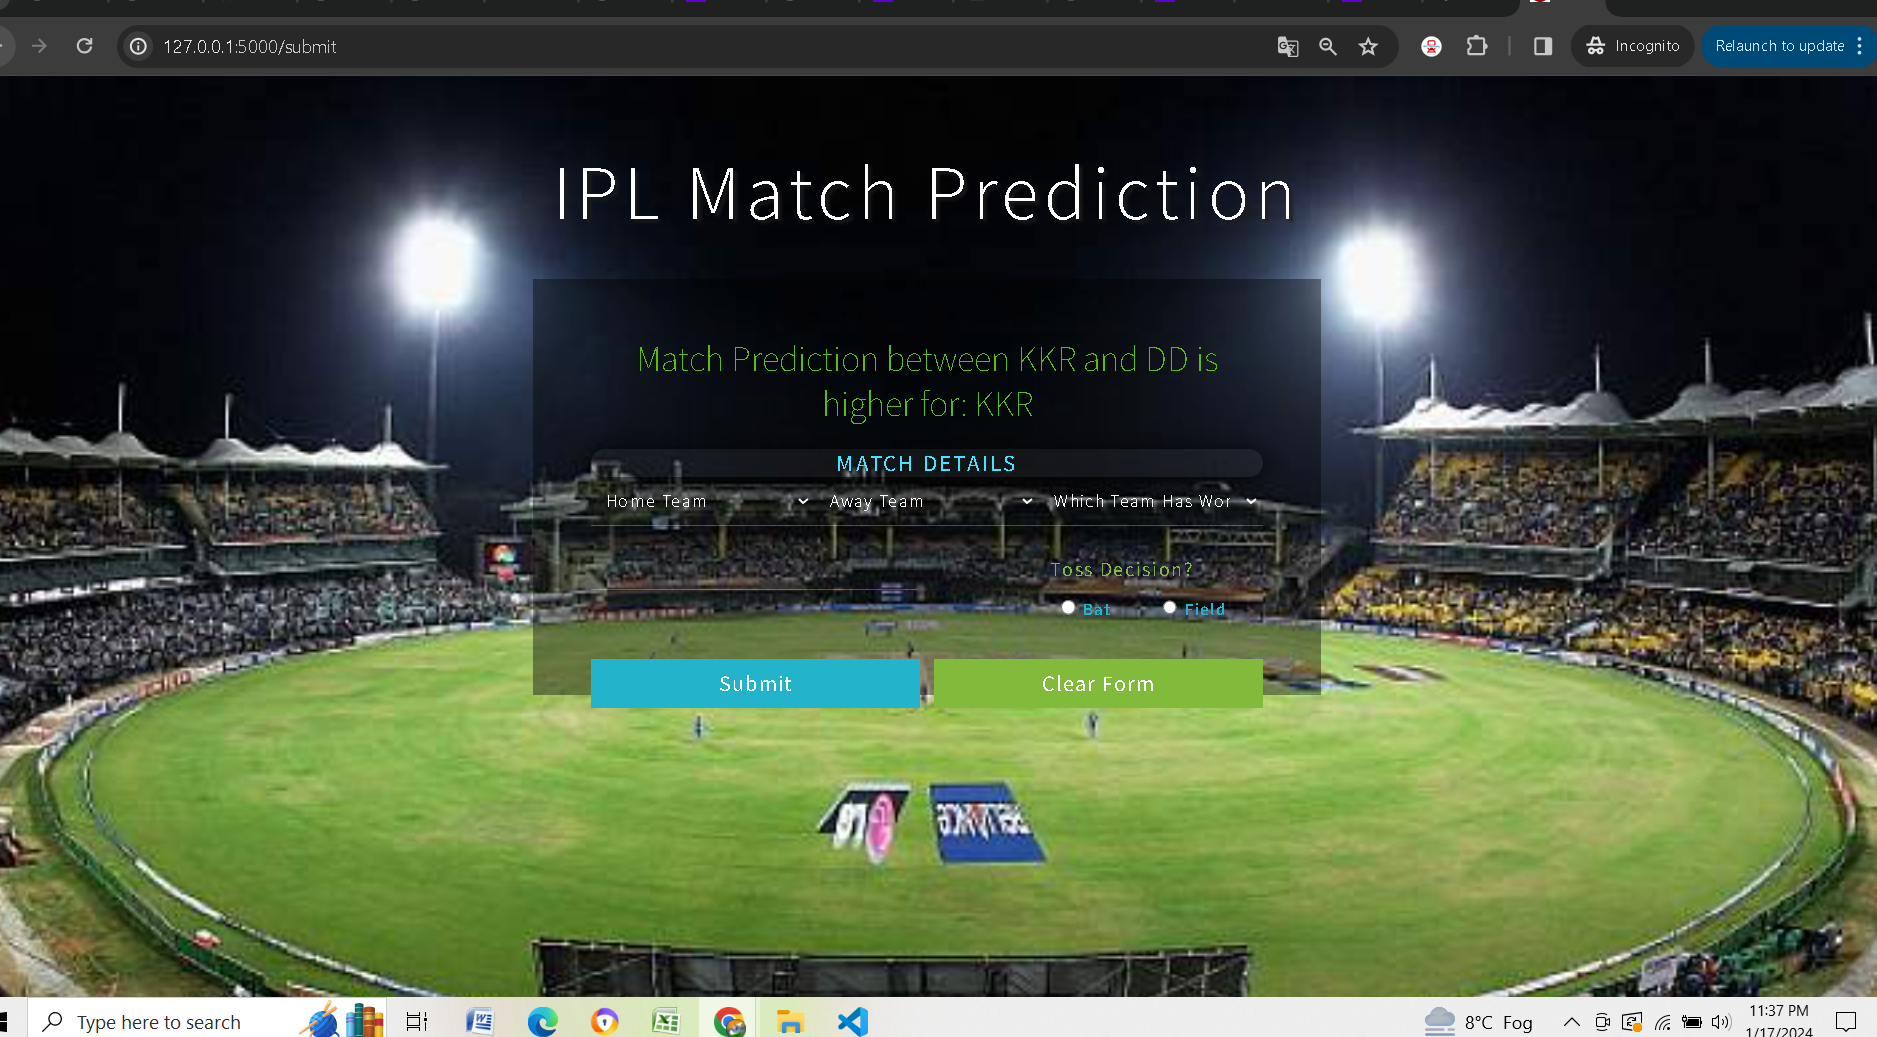 127.0.0.1:5000/submit
Incognito
Relaunch to update
IPL Match Prediction
Match Prediction between KKR and DD is
higher for: KKR
MATCH DETAILS
Home Team
Away Team
Which Team Has Wor
Toss Decision?
Bat
Field
Submit
Clear Form
Type here to search
8°C Fog
11:37 PM
1/17/2024